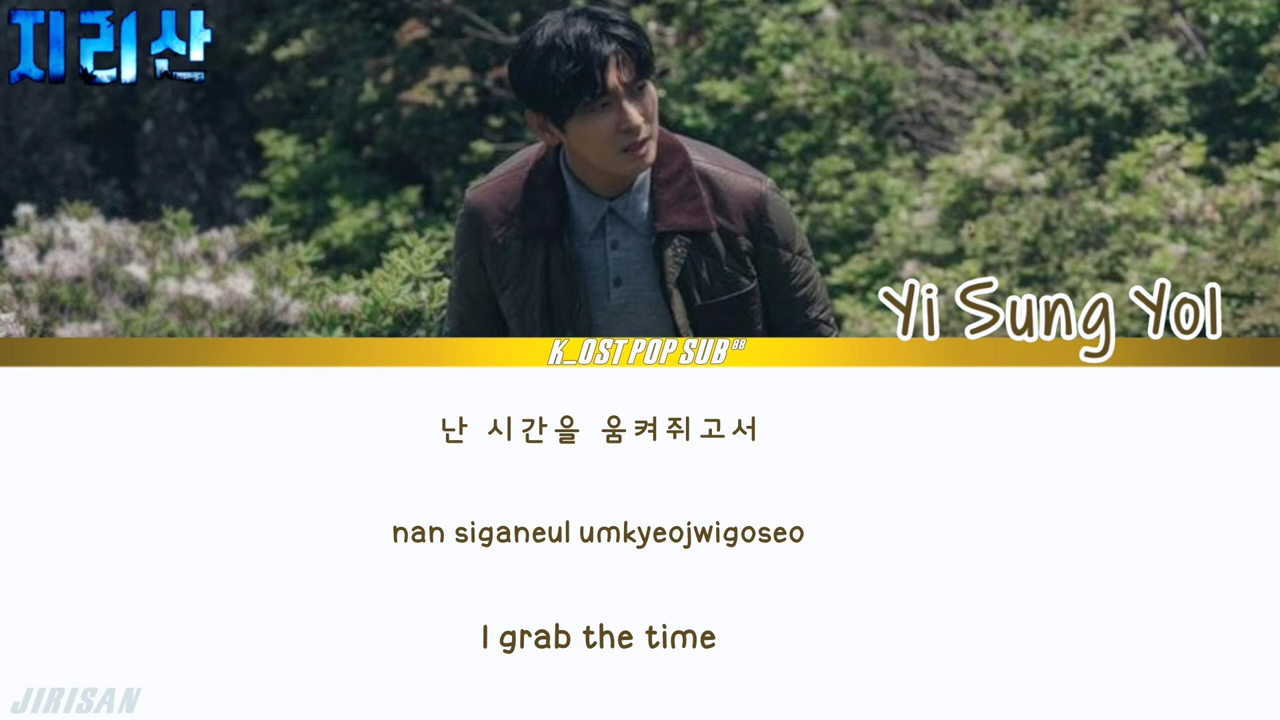 지리산
Yi Sung Yol
K_OST POP SUB 98
난 시간을 움켜쥐고서
nan siganeul umkyeojwigoseo
I grab the time
JIRISAN